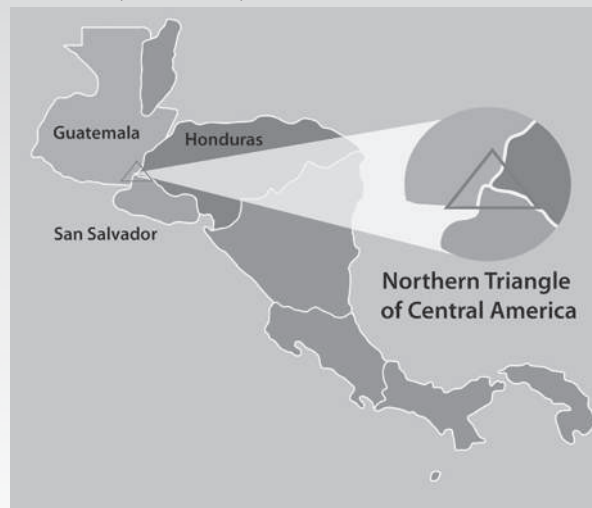 Guatemala
Honduras
San Salvador
Northern Triangle
of Central America